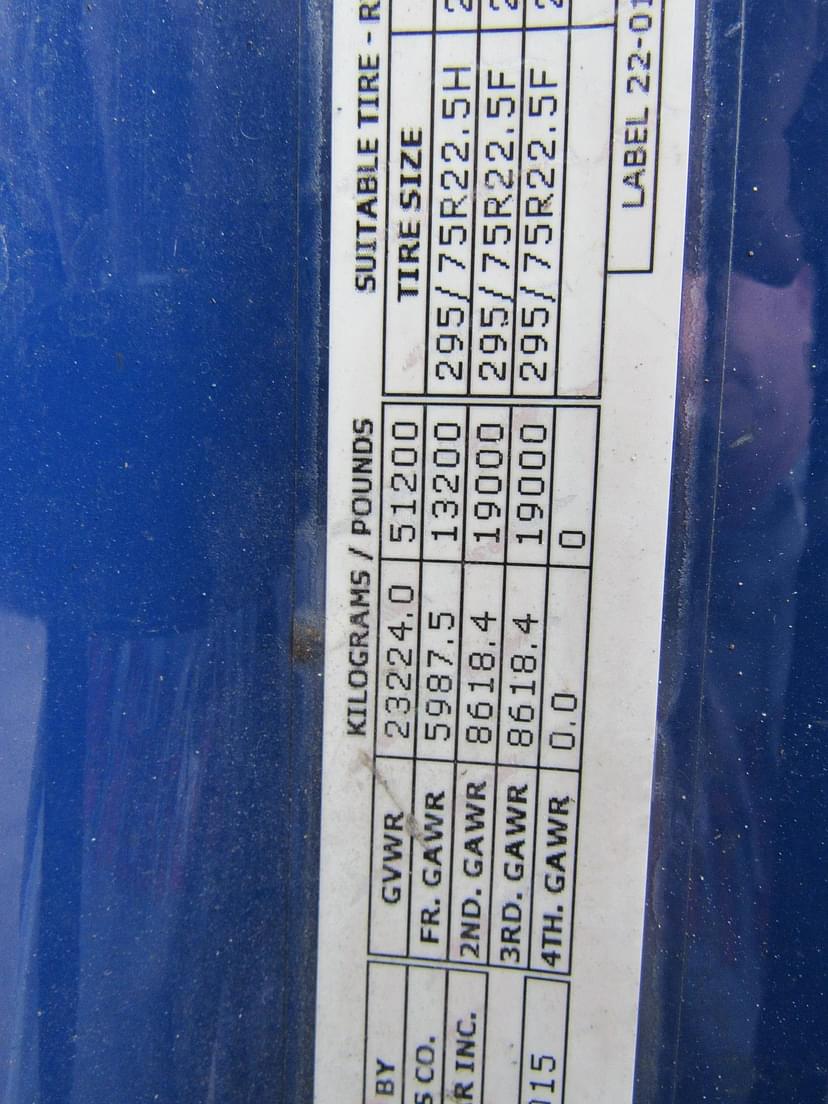 KILOGRAMS / POUNDS
SUITABLE TIRE -
BY
GVWR 23224.0 51200
TIRE SIZE
CO.
FR. GAWR 5987.5 13200
295/75R22.5H
INC.
2ND. GAWR 8618.4 19000
295/75R22.5F
3RD. GAWR 8618.4 19000
295/75R22.5F
015
4TH. GAWR 0.0 0
LABEL 22-01